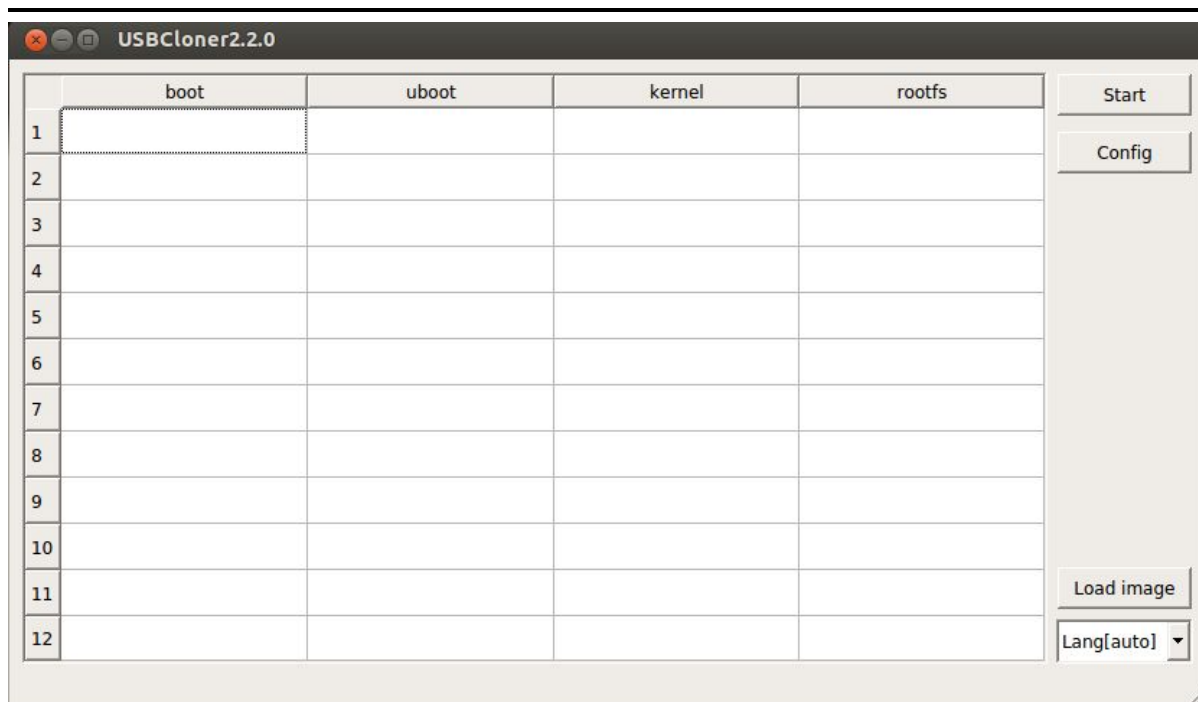 USBCloner2.2.0
boot uboot kernel rootfs
Start
1
Config
2
3
4
5
6
7
8
9
10
11
Load image
12
Lang[auto]